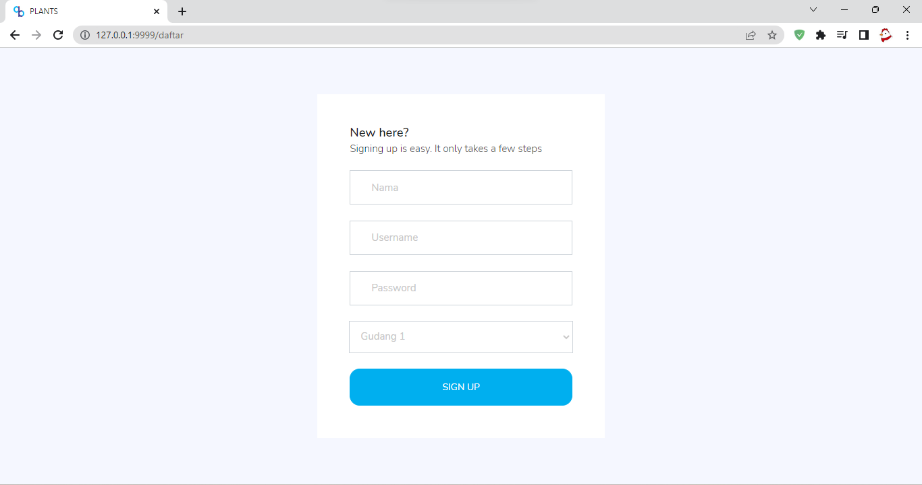 PLANTS
127.0.0.1:9999/daftar
New here?
Signing up is easy. It only takes a few steps
Name
Username
Password
Gudang 1
SIGN UP